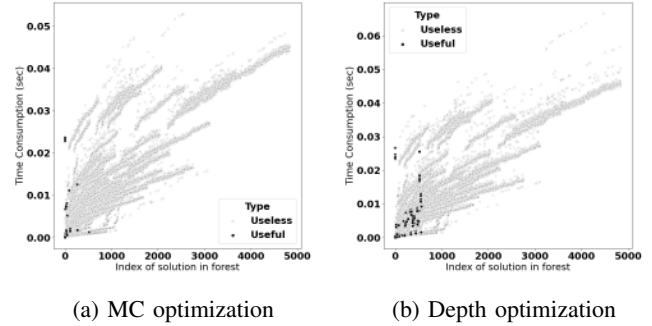 0.05
0.04
0.03
0.02
0.01
0.00
Time Consumption (sec)
Type
Useless
Useful
0 1000 2000 3000 4000 5000
Index of solution in forest
(a) MC optimization
Type
Useless
Useful
0.06
0.05
0.04
0.03
0.02
0.01
0.00
Time Consumption (sec)
0 1000 2000 3000 4000 5000
Index of solution in forest
(b) Depth optimization